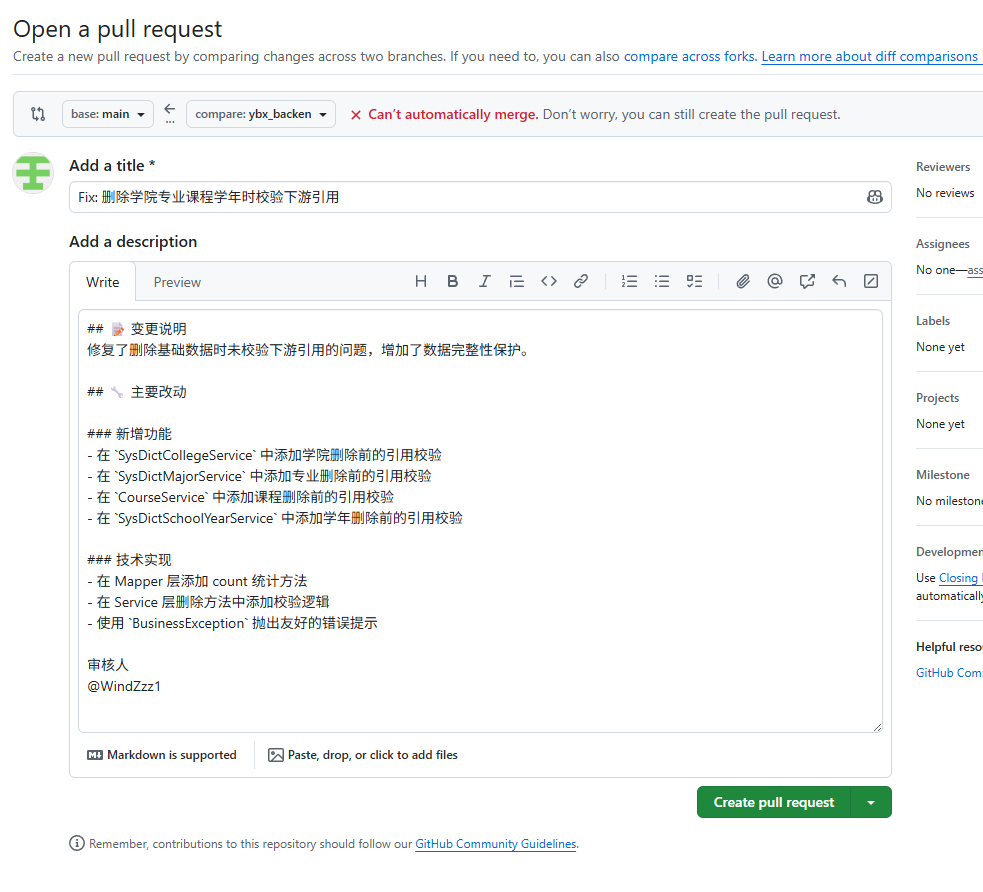 Open a pull request
Create a new pull request by comparing changes across two branches. If you need to, you can also compare across forks. Learn more about diff comparisons
base: main
...
compare: ybx_backen
Can’t automatically merge. Don’t worry, you can still create the pull request.
Add a title *
Fix: 删除学院专业课程学年时校验下游引用
Add a description
Write
Preview
## 📝 变更说明
修复了删除基础数据时未校验下游引用的问题，增加了数据完整性保护。
## 🔧 主要改动
### 新增功能
- 在 `SysDictCollegeService` 中添加学院删除前的引用校验
- 在 `SysDictMajorService` 中添加专业删除前的引用校验
- 在 `CourseService` 中添加课程删除前的引用校验
- 在 `SysDictSchoolYearService` 中添加学年删除前的引用校验
### 技术实现
- 在 Mapper 层添加 count 统计方法
- 在 Service 层删除方法中添加校验逻辑
- 使用 `BusinessException` 抛出友好的错误提示
审核人
@WindZzz1
Markdown is supported
Paste, drop, or click to add files
Create pull request
Remember, contributions to this repository should follow our GitHub Community Guidelines.
Reviewers
No reviews
Assignees
No one—ass
Labels
None yet
Projects
None yet
Milestone
No mileston
Developmen
Use Closing
automatically
Helpful reso
GitHub Com